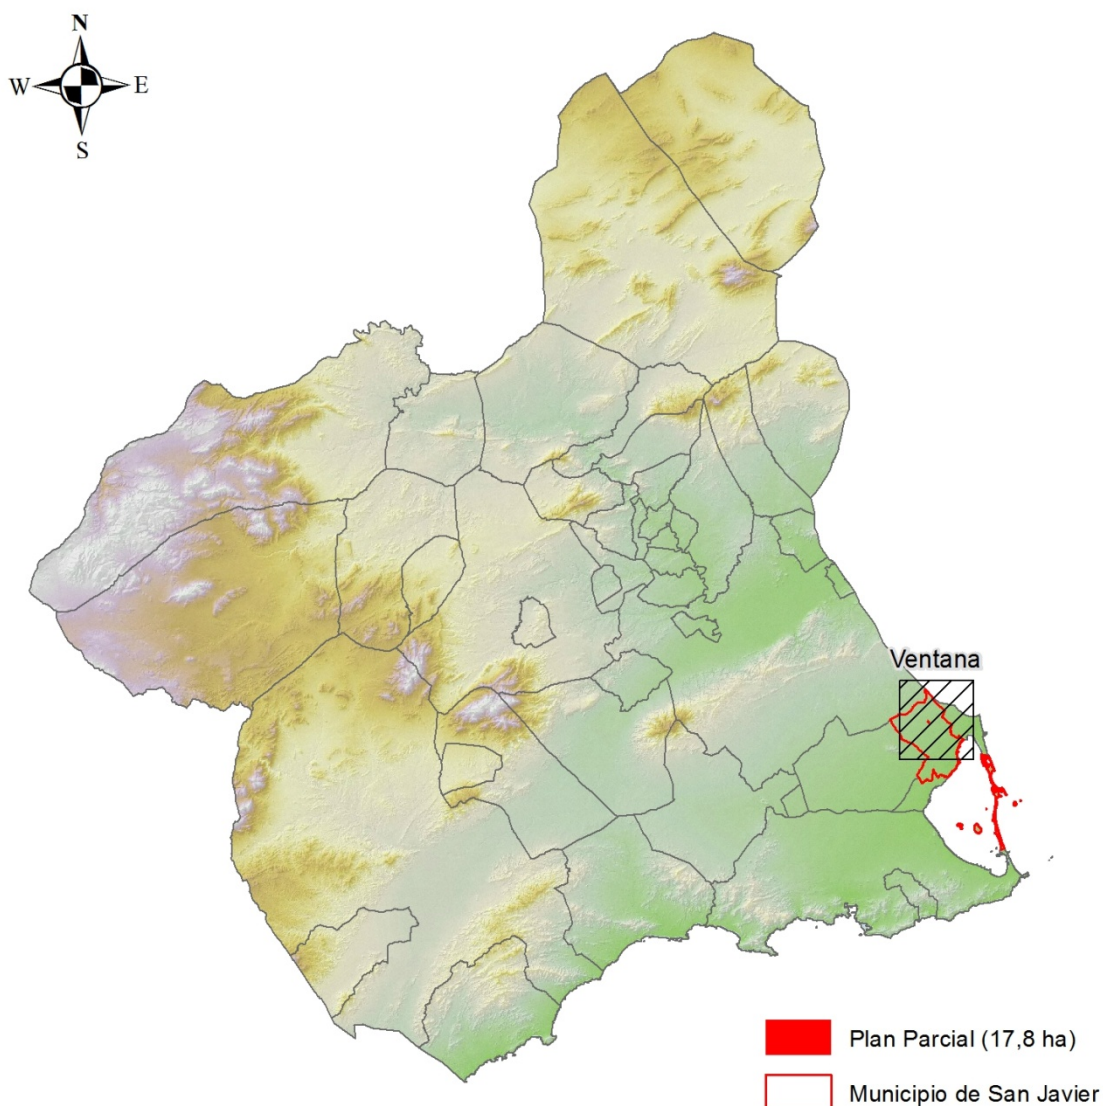 N
W E
S
Ventana
Plan Parcial (17,8 ha)
Municipio de San Javier